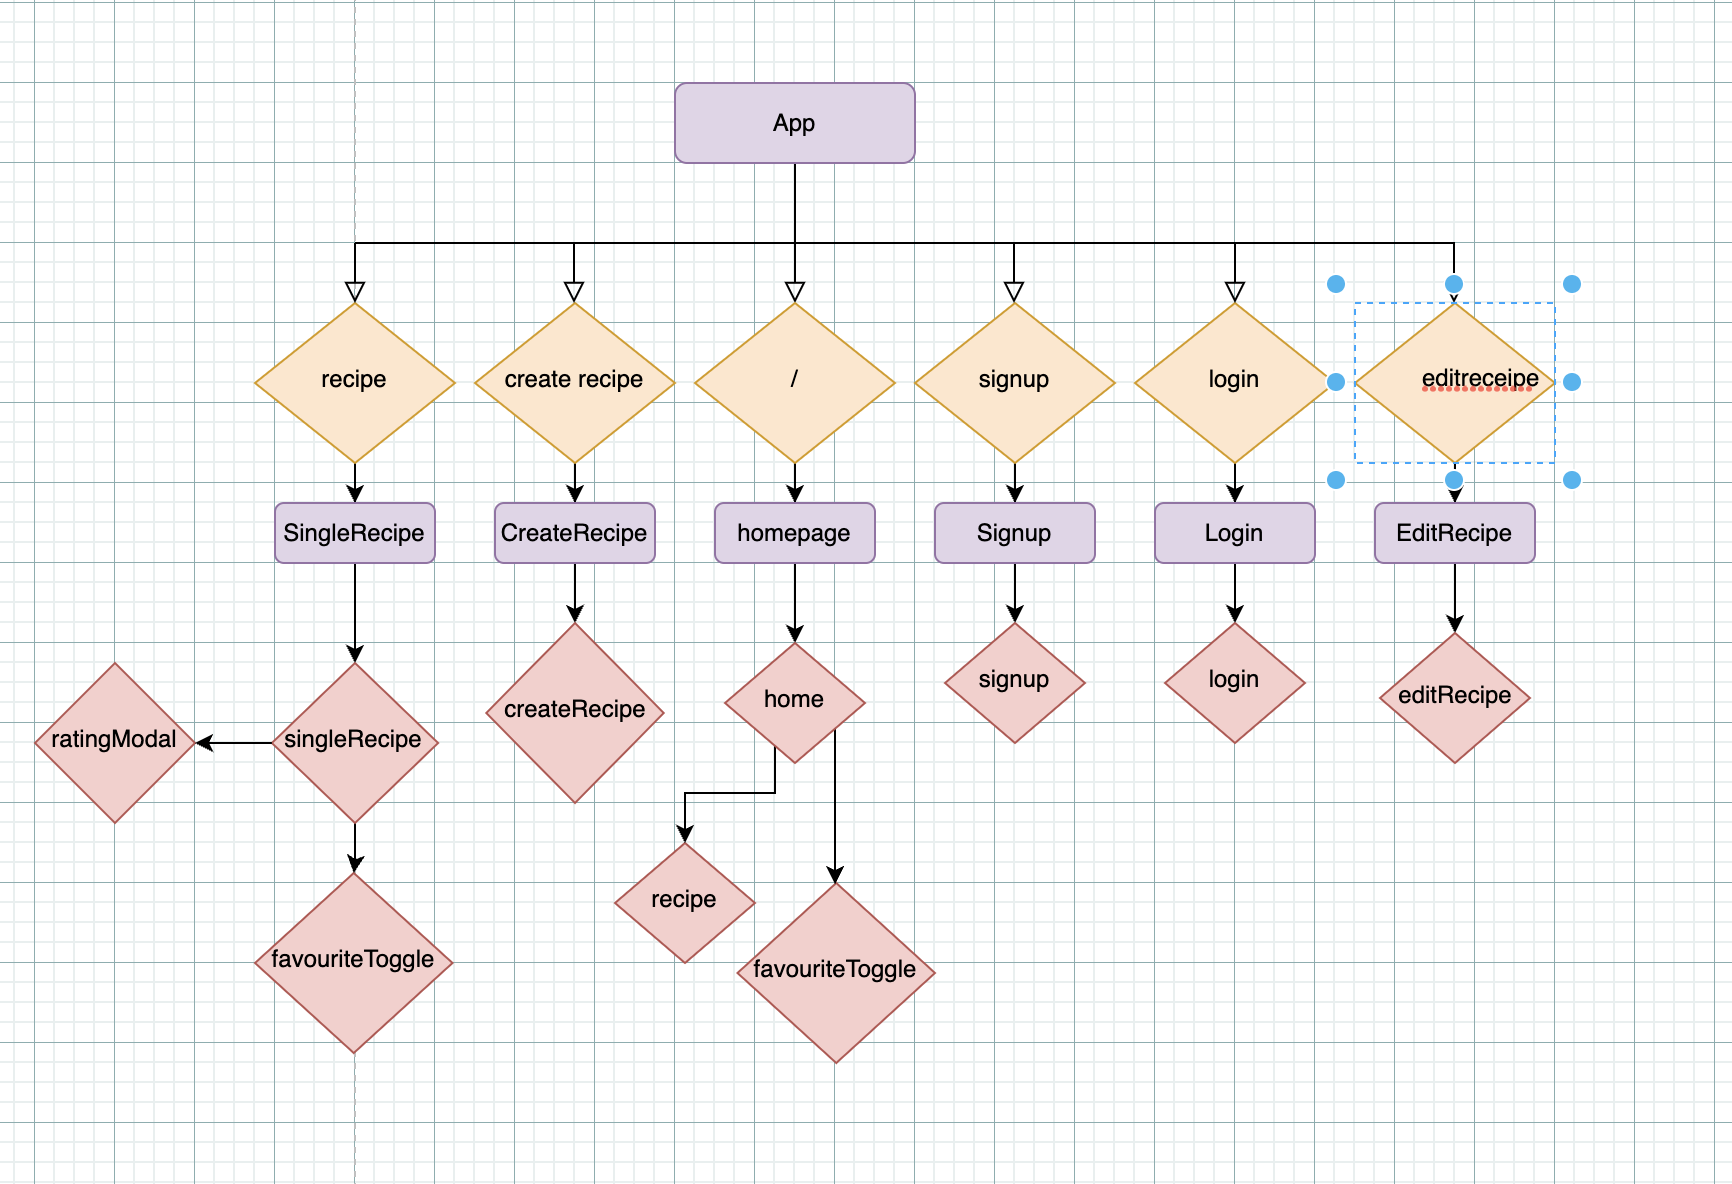 App
recipe
create recipe
/
signup
login
editreceipe
SingleRecipe
CreateRecipe
homepage
Signup
Login
EditRecipe
ratingModal
singleRecipe
createRecipe
home
signup
login
editRecipe
favouriteToggle
recipe
favouriteToggle